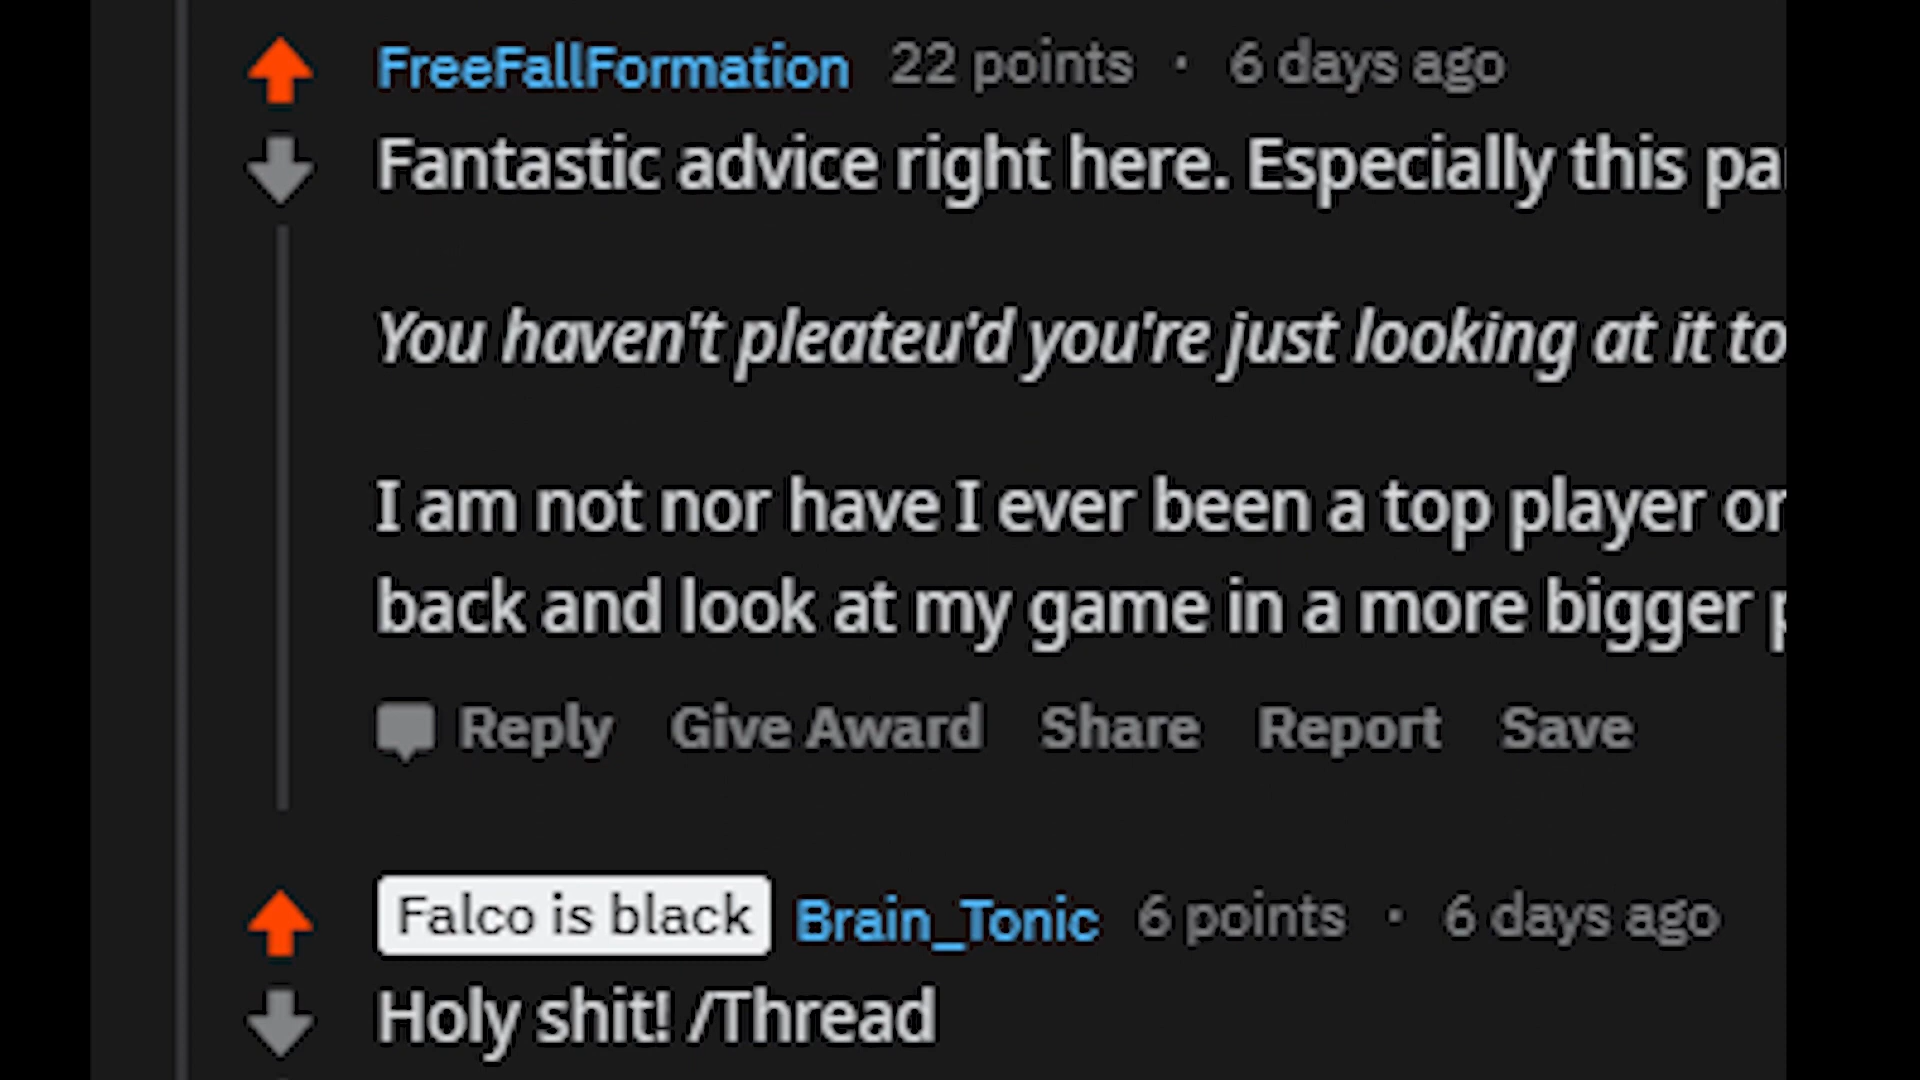 FreeFallFormation 22 points · 6 days ago
Fantastic advice right here. Especially this
You haven't pleateu'd you're just looking at it
I am not nor have I ever been a top player or
back and look at my game in a more bigger
Reply Give Award Share Report Save
Falco is black Brain_Tonic 6 points · 6 days ago
Holy shit! /Thread